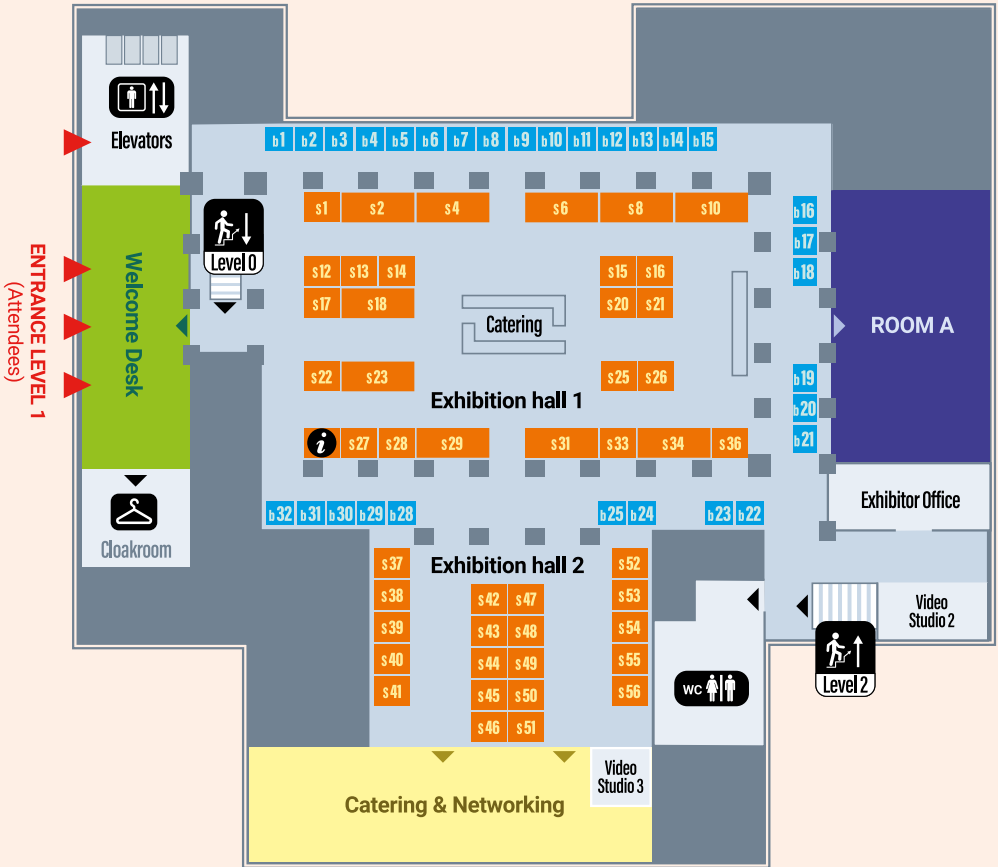 Elevators
b1 b2 b3 b4 b5 b6 b7 b8 b9 b10 b11 b12 b13 b14 b15
s1 s2 s4 s6 s8 s10
b16
b17
b18
Level 0
s12 s13 s14 s15 s16
s17 s18 s20 s21
ENTRANCE LEVEL 1
(Attendees)
Welcome Desk
Catering
ROOM A
s22 s23 s25 s26
b19
b20
b21
Exhibition hall 1
i s27 s28 s29 s31 s33 s34 s36
Exhibitor Office
b32 b31 b30 b29 b28 b25 b24 b23 b22
Cloakroom
Exhibition hall 2
s37 s52
s38 s42 s47 s53
s39 s43 s48 s54
s40 s44 s49 s55
s41 s45 s50 s56
s46 s51
Video
Studio 2
Level 2
WC
Video
Studio 3
Catering & Networking